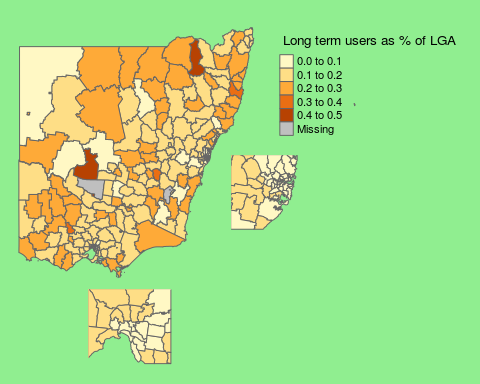 Long term users as % of LGA
0.0 to 0.1
0.1 to 0.2
0.2 to 0.3
0.3 to 0.4
0.4 to 0.5
Missing